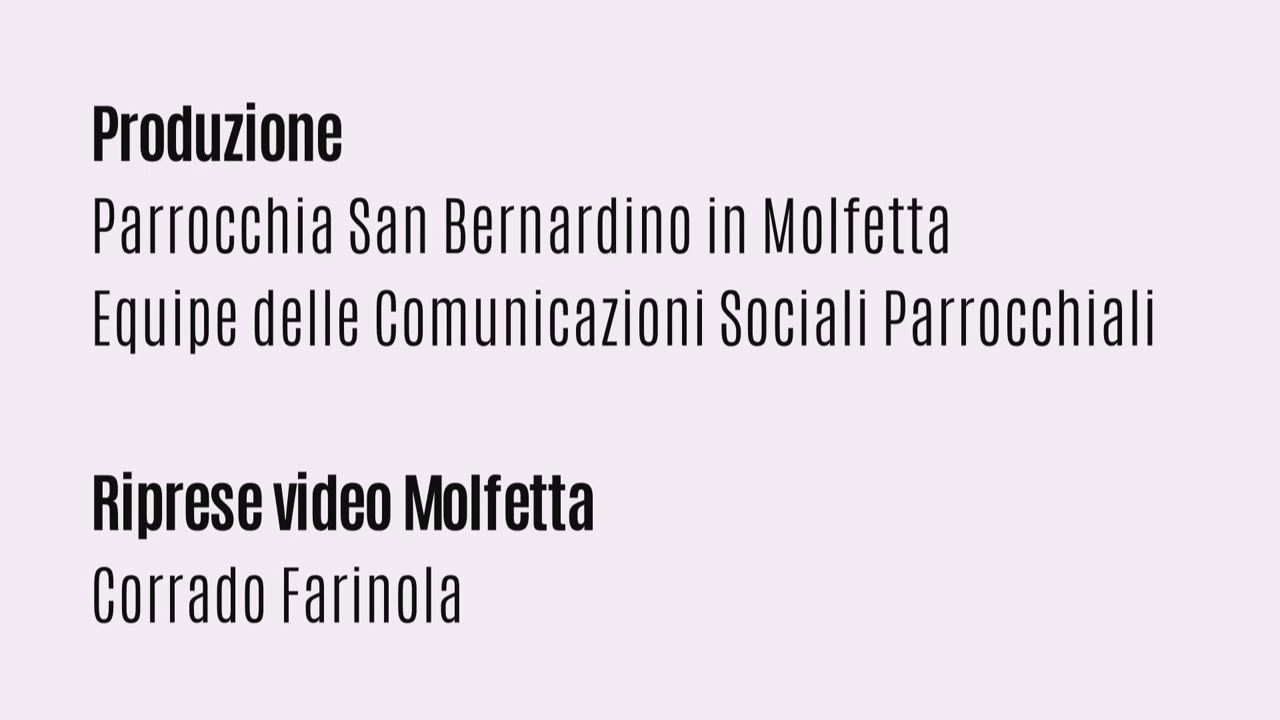 Produzione
Parrocchia San Bernardino in Molfetta
Equipe delle Comunicazioni Sociali Parrocchiali
Riprese video Molfetta
Corrado Farinola